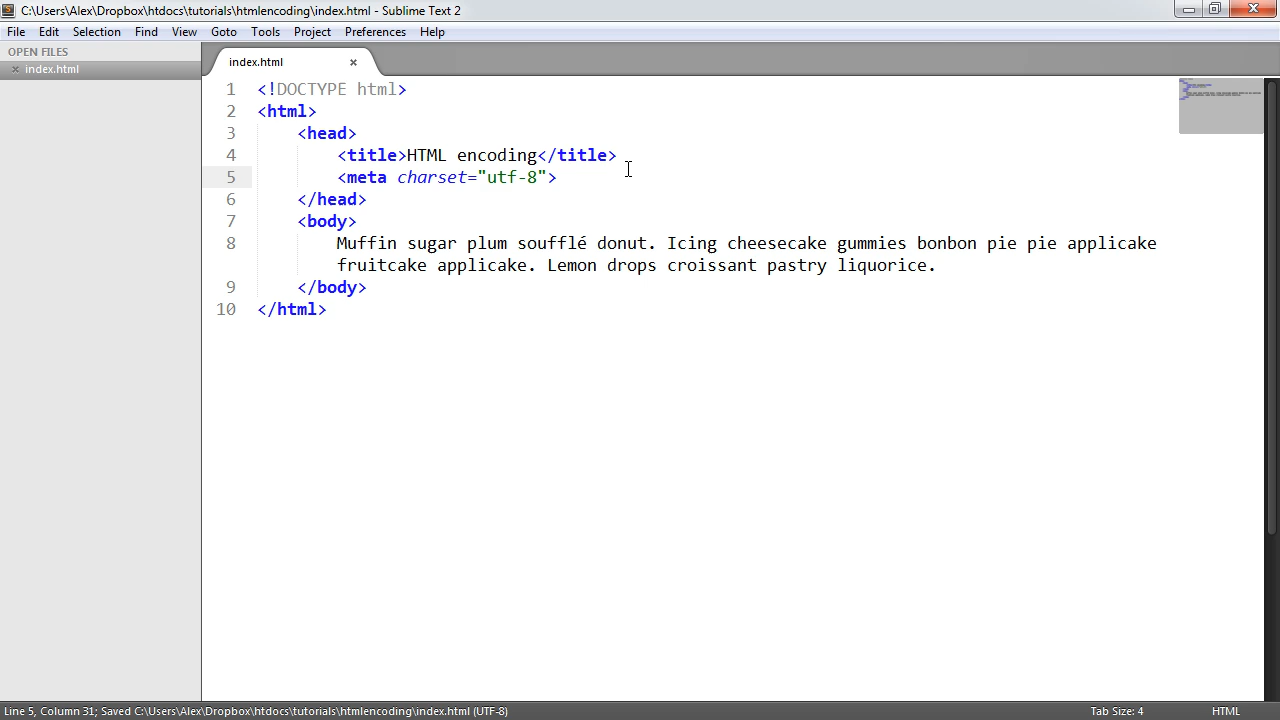 C:\Users\Alex\Dropbox\htdocs\tutorials\htmlencoding\index.html - Sublime Text 2
File Edit Selection Find View Goto Tools Project Preferences Help
OPEN FILES
index.html
index.html
1 <!DOCTYPE html>
2 <html>
3 <head>
4 <title>HTML encoding</title>
5 <meta charset="utf-8">
6 </head>
7 <body>
8 Muffin sugar plum soufflé donut. Icing cheesecake gummies bonbon pie pie applicake
fruitcake applicake. Lemon drops croissant pastry liquorice.
9 </body>
10 </html>
Line 5, Column 31; Saved C:\Users\Alex\Dropbox\htdocs\tutorials\htmlencoding\index.html (UTF-8) Tab Size: 4 HTML